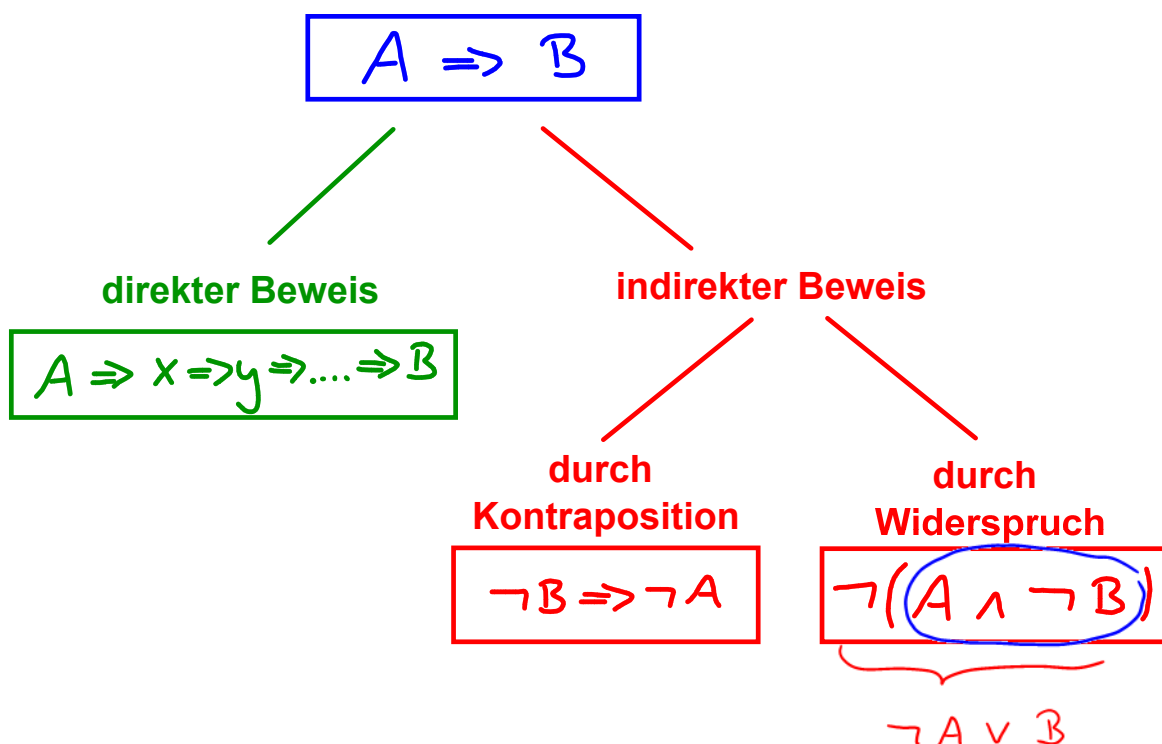 A ⇒ B
direkter Beweis
A ⇒ x ⇒ y ⇒ .... ⇒ B
indirekter Beweis
durch
Kontraposition
¬B ⇒ ¬A
durch
Widerspruch
¬(A ∧ ¬B)
¬A ∨ B